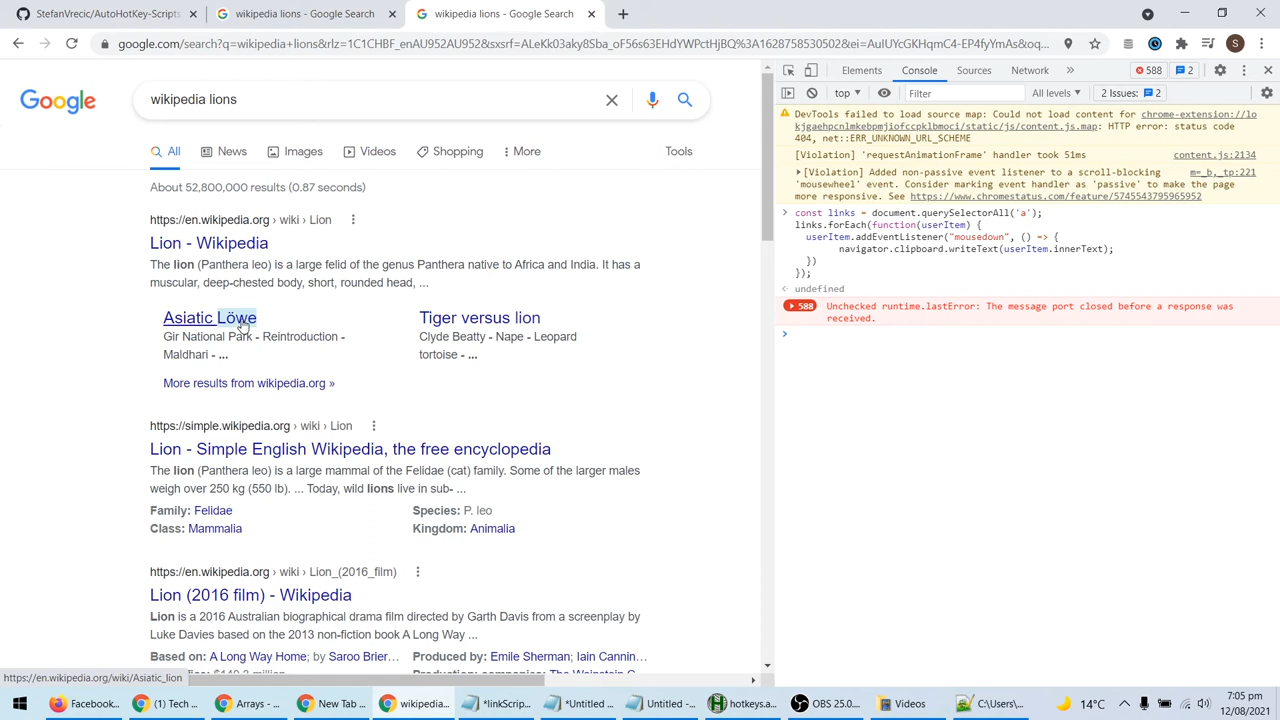 StefanVrecic/AutoHotKey-Scripts
wikipedia lions - Google Search
wikipedia lions - Google Search
google.com/search?q=wikipedia+lions&rlz=1C1CHBF_enAU952AU952&sxsrf=ALeKk03aky8Sba_oF56s63EHdYWPctHjBQ%3A1628758530502&ei=AuIUYcGKHqmC4-EP4fyYmAs&oq...
S
Google
wikipedia lions
All
News
Images
Videos
Shopping
More
Tools
About 52,800,000 results (0.87 seconds)
https://en.wikipedia.org › wiki › Lion
Lion - Wikipedia
The lion (Panthera leo) is a large felid of the genus Panthera native to Africa and India. It has a
muscular, deep-chested body, short, rounded head, ...
Asiatic Löwe
Gir National Park - Reintroduction -
Maldhari - ...
Tiger versus lion
Clyde Beatty - Nape - Leopard
tortoise - ...
More results from wikipedia.org »
https://simple.wikipedia.org › wiki › Lion
Lion - Simple English Wikipedia, the free encyclopedia
The lion (Panthera leo) is a large mammal of the Felidae (cat) family. Some of the larger males
weigh over 250 kg (550 lb). ... Today, wild lions live in sub- ...
Family: Felidae
Species: P. leo
Class: Mammalia
Kingdom: Animalia
https://en.wikipedia.org › wiki › Lion_(2016_film)
Lion (2016 film) - Wikipedia
Lion is a 2016 Australian biographical drama film directed by Garth Davis from a screenplay by
Luke Davies based on the 2013 non-fiction book A Long Way ...
Based on: A Long Way Home; by Saroo Brier...
Produced by: Emile Sherman; Iain Cannin...
https://en.wikipedia.org/wiki/Asiatic_lion
Elements
Console
Sources
Network
588
2
top
Filter
All levels
2 Issues: 2
DevTools failed to load source map: Could not load content for chrome-extension://lo
kjgaehpcnlmkebpmjiofccpklbmoci/static/js/content.js.map: HTTP error: status code
404, net::ERR_UNKNOWN_URL_SCHEME
[Violation] 'requestAnimationFrame' handler took 51ms
content.js:2134
[Violation] Added non-passive event listener to a scroll-blocking
m=_b,_tp:221
'mousewheel' event. Consider marking event handler as 'passive' to make the page
more responsive. See https://www.chromestatus.com/feature/5745543795965952
const links = document.querySelectorAll('a');
links.forEach(function(userItem) {
userItem.addEventListener("mousedown", () => {
navigator.clipboard.writeText(userItem.innerText);
})
});
undefined
588
Unchecked runtime.lastError: The message port closed before a response was
received.
Facebook...
(1) Tech ...
Arrays - ...
New Tab ...
wikipedia...
*linkScrip...
*Untitled ...
Untitled - ...
hotkeys.a...
OBS 25.0...
Videos
C:\Users\...
14°C
7:05 pm
12/08/2021